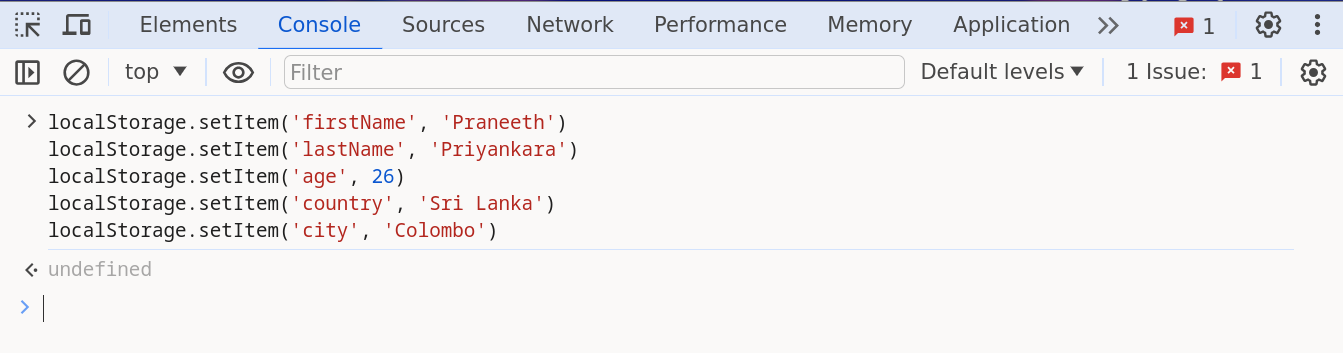 Elements Console Sources Network Performance Memory Application 1
top Filter Default levels 1 Issue: 1
localStorage.setItem('firstName', 'Praneeth')
localStorage.setItem('lastName', 'Priyankara')
localStorage.setItem('age', 26)
localStorage.setItem('country', 'Sri Lanka')
localStorage.setItem('city', 'Colombo')
undefined